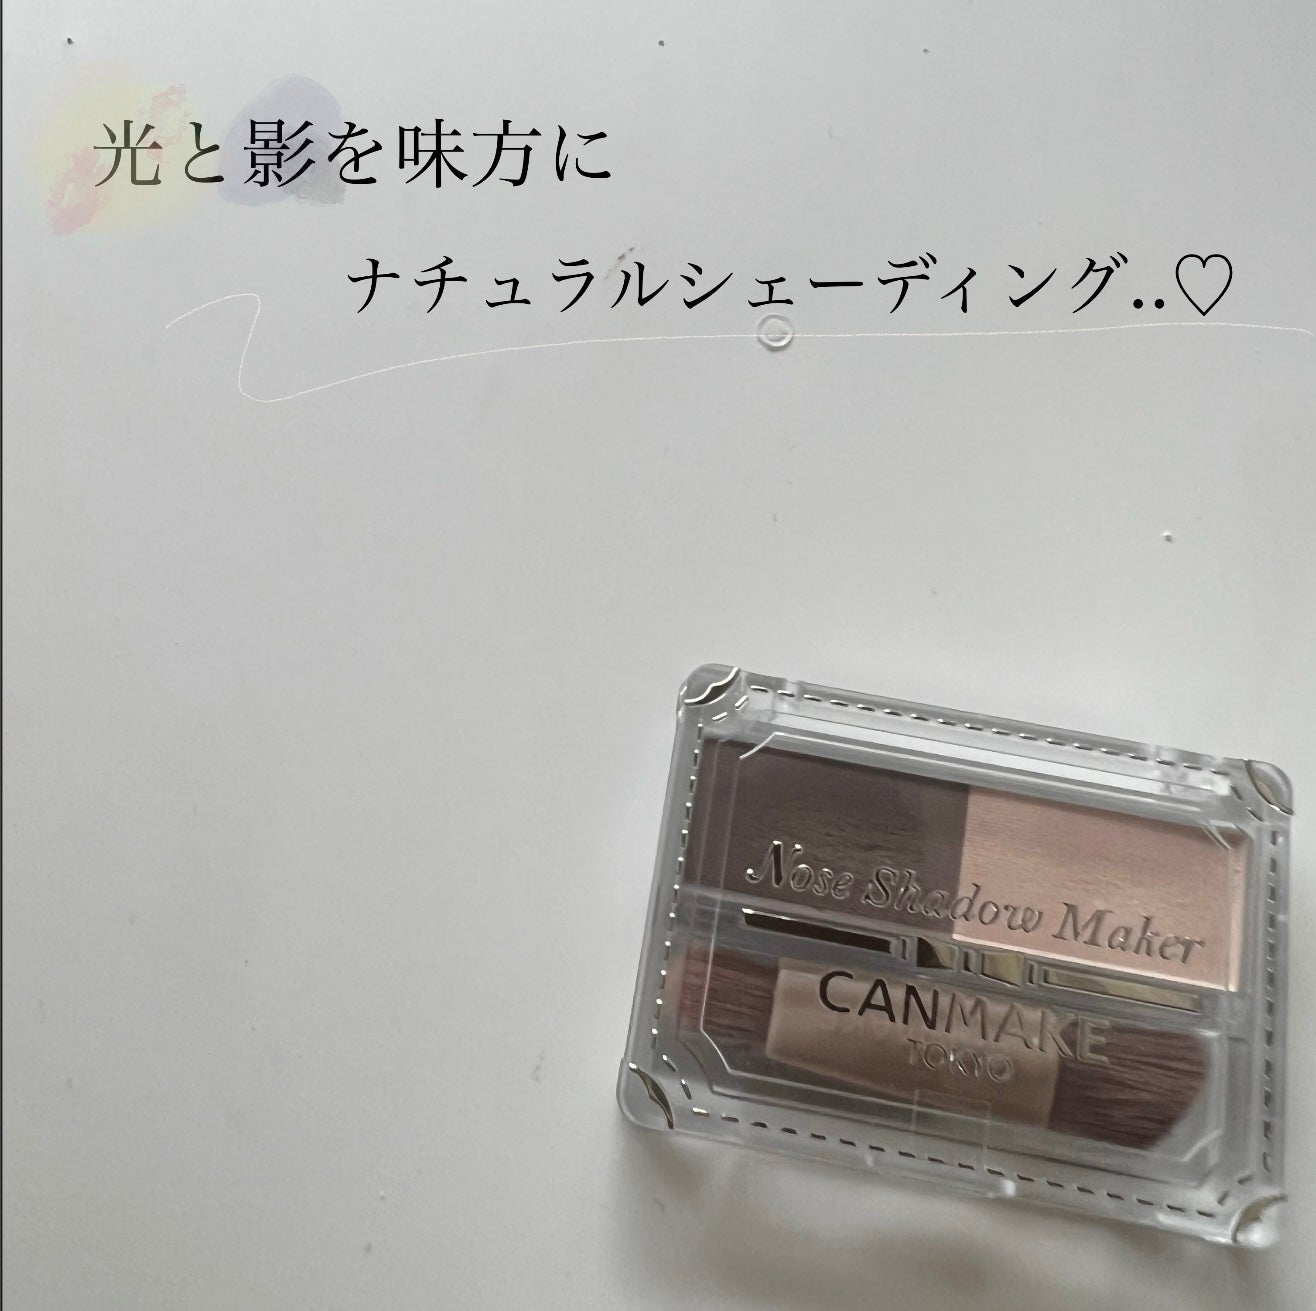 光と影を味方に
ナチュラルシェーディング..♡
Nose Shadow Maker
CANMAKE
TOKYO